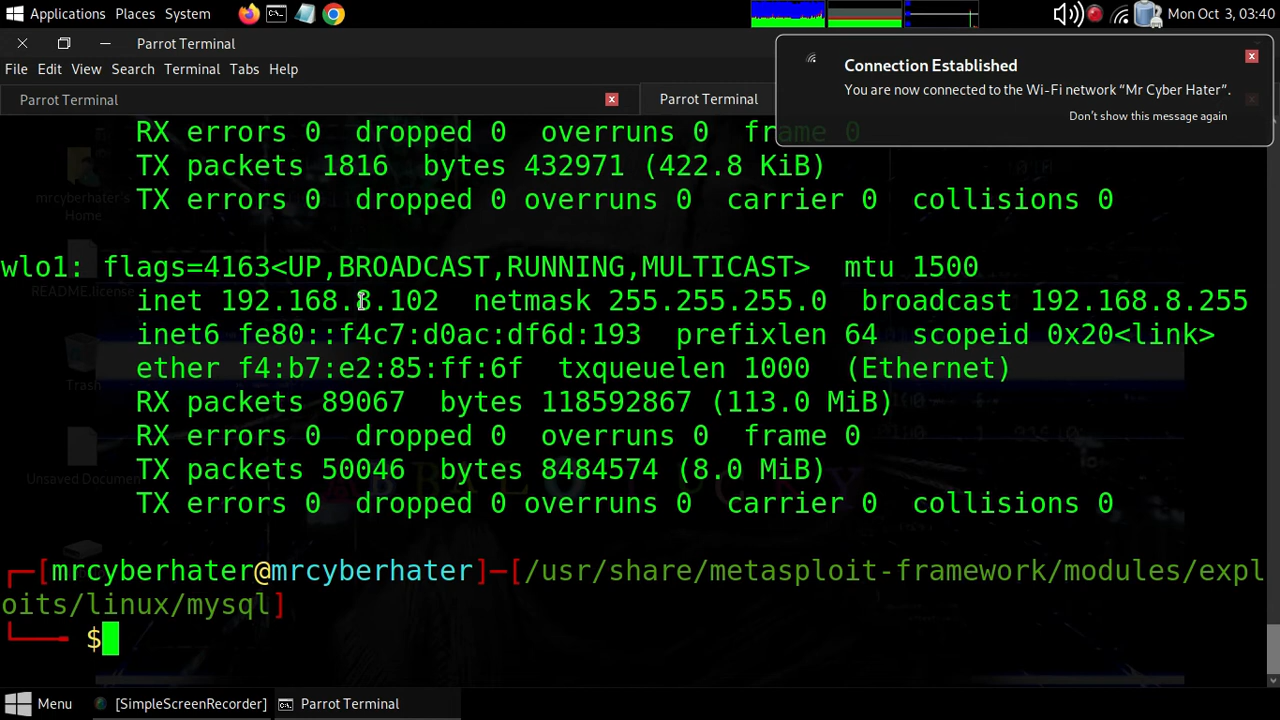 Applications Places System
Mon Oct 3, 03:40
Parrot Terminal
File Edit View Search Terminal Tabs Help
Connection Established
You are now connected to the Wi-Fi network “Mr Cyber Hater”.
Don't show this message again
Parrot Terminal
Parrot Terminal
RX errors 0 dropped 0 overruns 0 frame 0
TX packets 1816 bytes 432971 (422.8 KiB)
TX errors 0 dropped 0 overruns 0 carrier 0 collisions 0
mrcyberhater's
Home
wlo1: flags=4163<UP,BROADCAST,RUNNING,MULTICAST> mtu 1500
README.license
inet 192.168.8.102 netmask 255.255.255.0 broadcast 192.168.8.255
inet6 fe80::f4c7:d0ac:df6d:193 prefixlen 64 scopeid 0x20<link>
ether f4:b7:e2:85:ff:6f txqueuelen 1000 (Ethernet)
Trash
RX packets 89067 bytes 118592867 (113.0 MiB)
RX errors 0 dropped 0 overruns 0 frame 0
TX packets 50046 bytes 8484574 (8.0 MiB)
Unsaved Documen
TX errors 0 dropped 0 overruns 0 carrier 0 collisions 0
┌─[mrcyberhater@mrcyberhater]─[/usr/share/metasploit-framework/modules/expl
oits/linux/mysql]
└──╼ $
Menu
[SimpleScreenRecorder]
Parrot Terminal